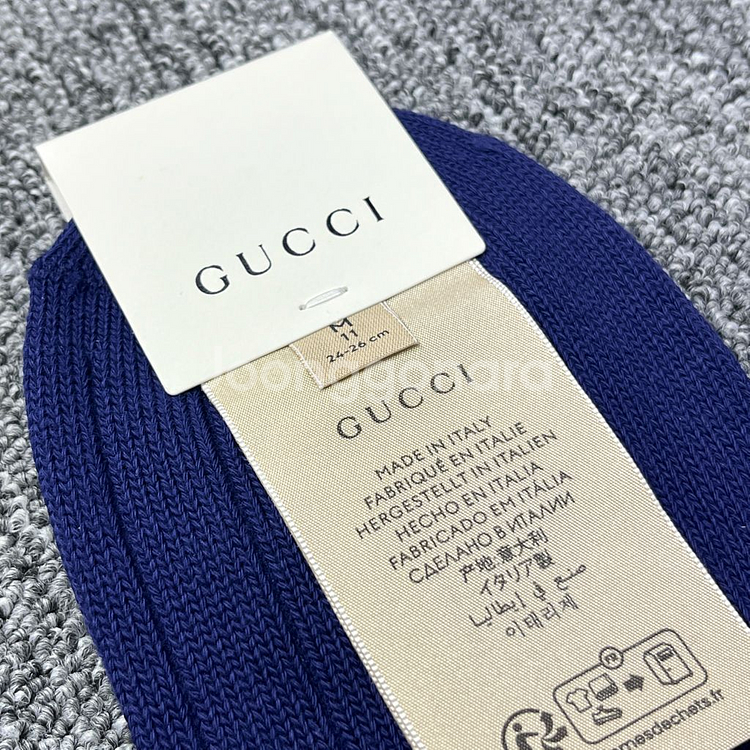 GUCCI
M
11
24-26 cm
Joonggonara
GUCCI
MADE IN ITALY
FABRIQUÉ EN ITALIE
HERGESTELLT IN ITALIEN
HECHO EN ITALIA
FABRICADO EM ITÁLIA
СДЕЛАНО В ИТАЛИИ
产地:意大利
イタリア製
صنع في إيطاليا
이태리제
FR